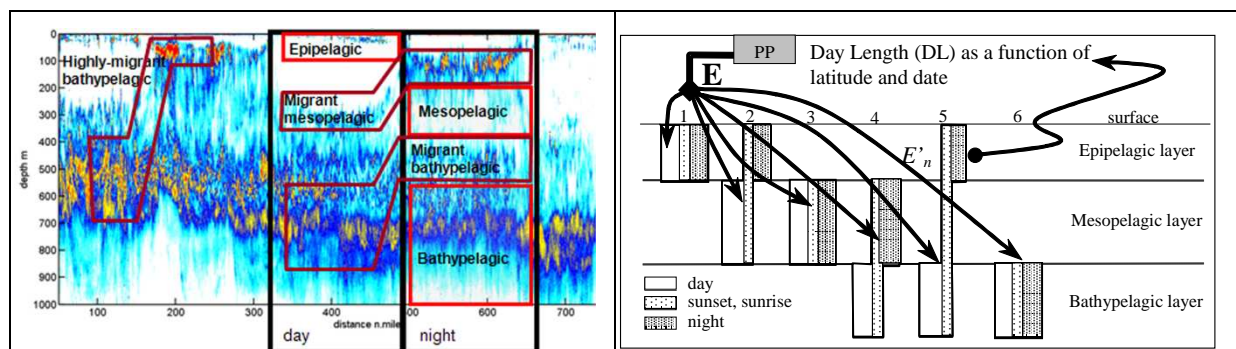 0
100
200
300
400
500
600
700
800
900
1000
depth m
Highly-migrant
bathypelagic
Epipelagic
Migrant
mesopelagic
Mesopelagic
Migrant
bathypelagic
Bathypelagic
100 200 300 400 500 600 700
distance n.mile
day
night
PP
Day Length (DL) as a function of
latitude and date
E
1 2 3 4 5 6 surface
E'n
Epipelagic layer
Mesopelagic layer
Bathypelagic layer
day
sunset, sunrise
night